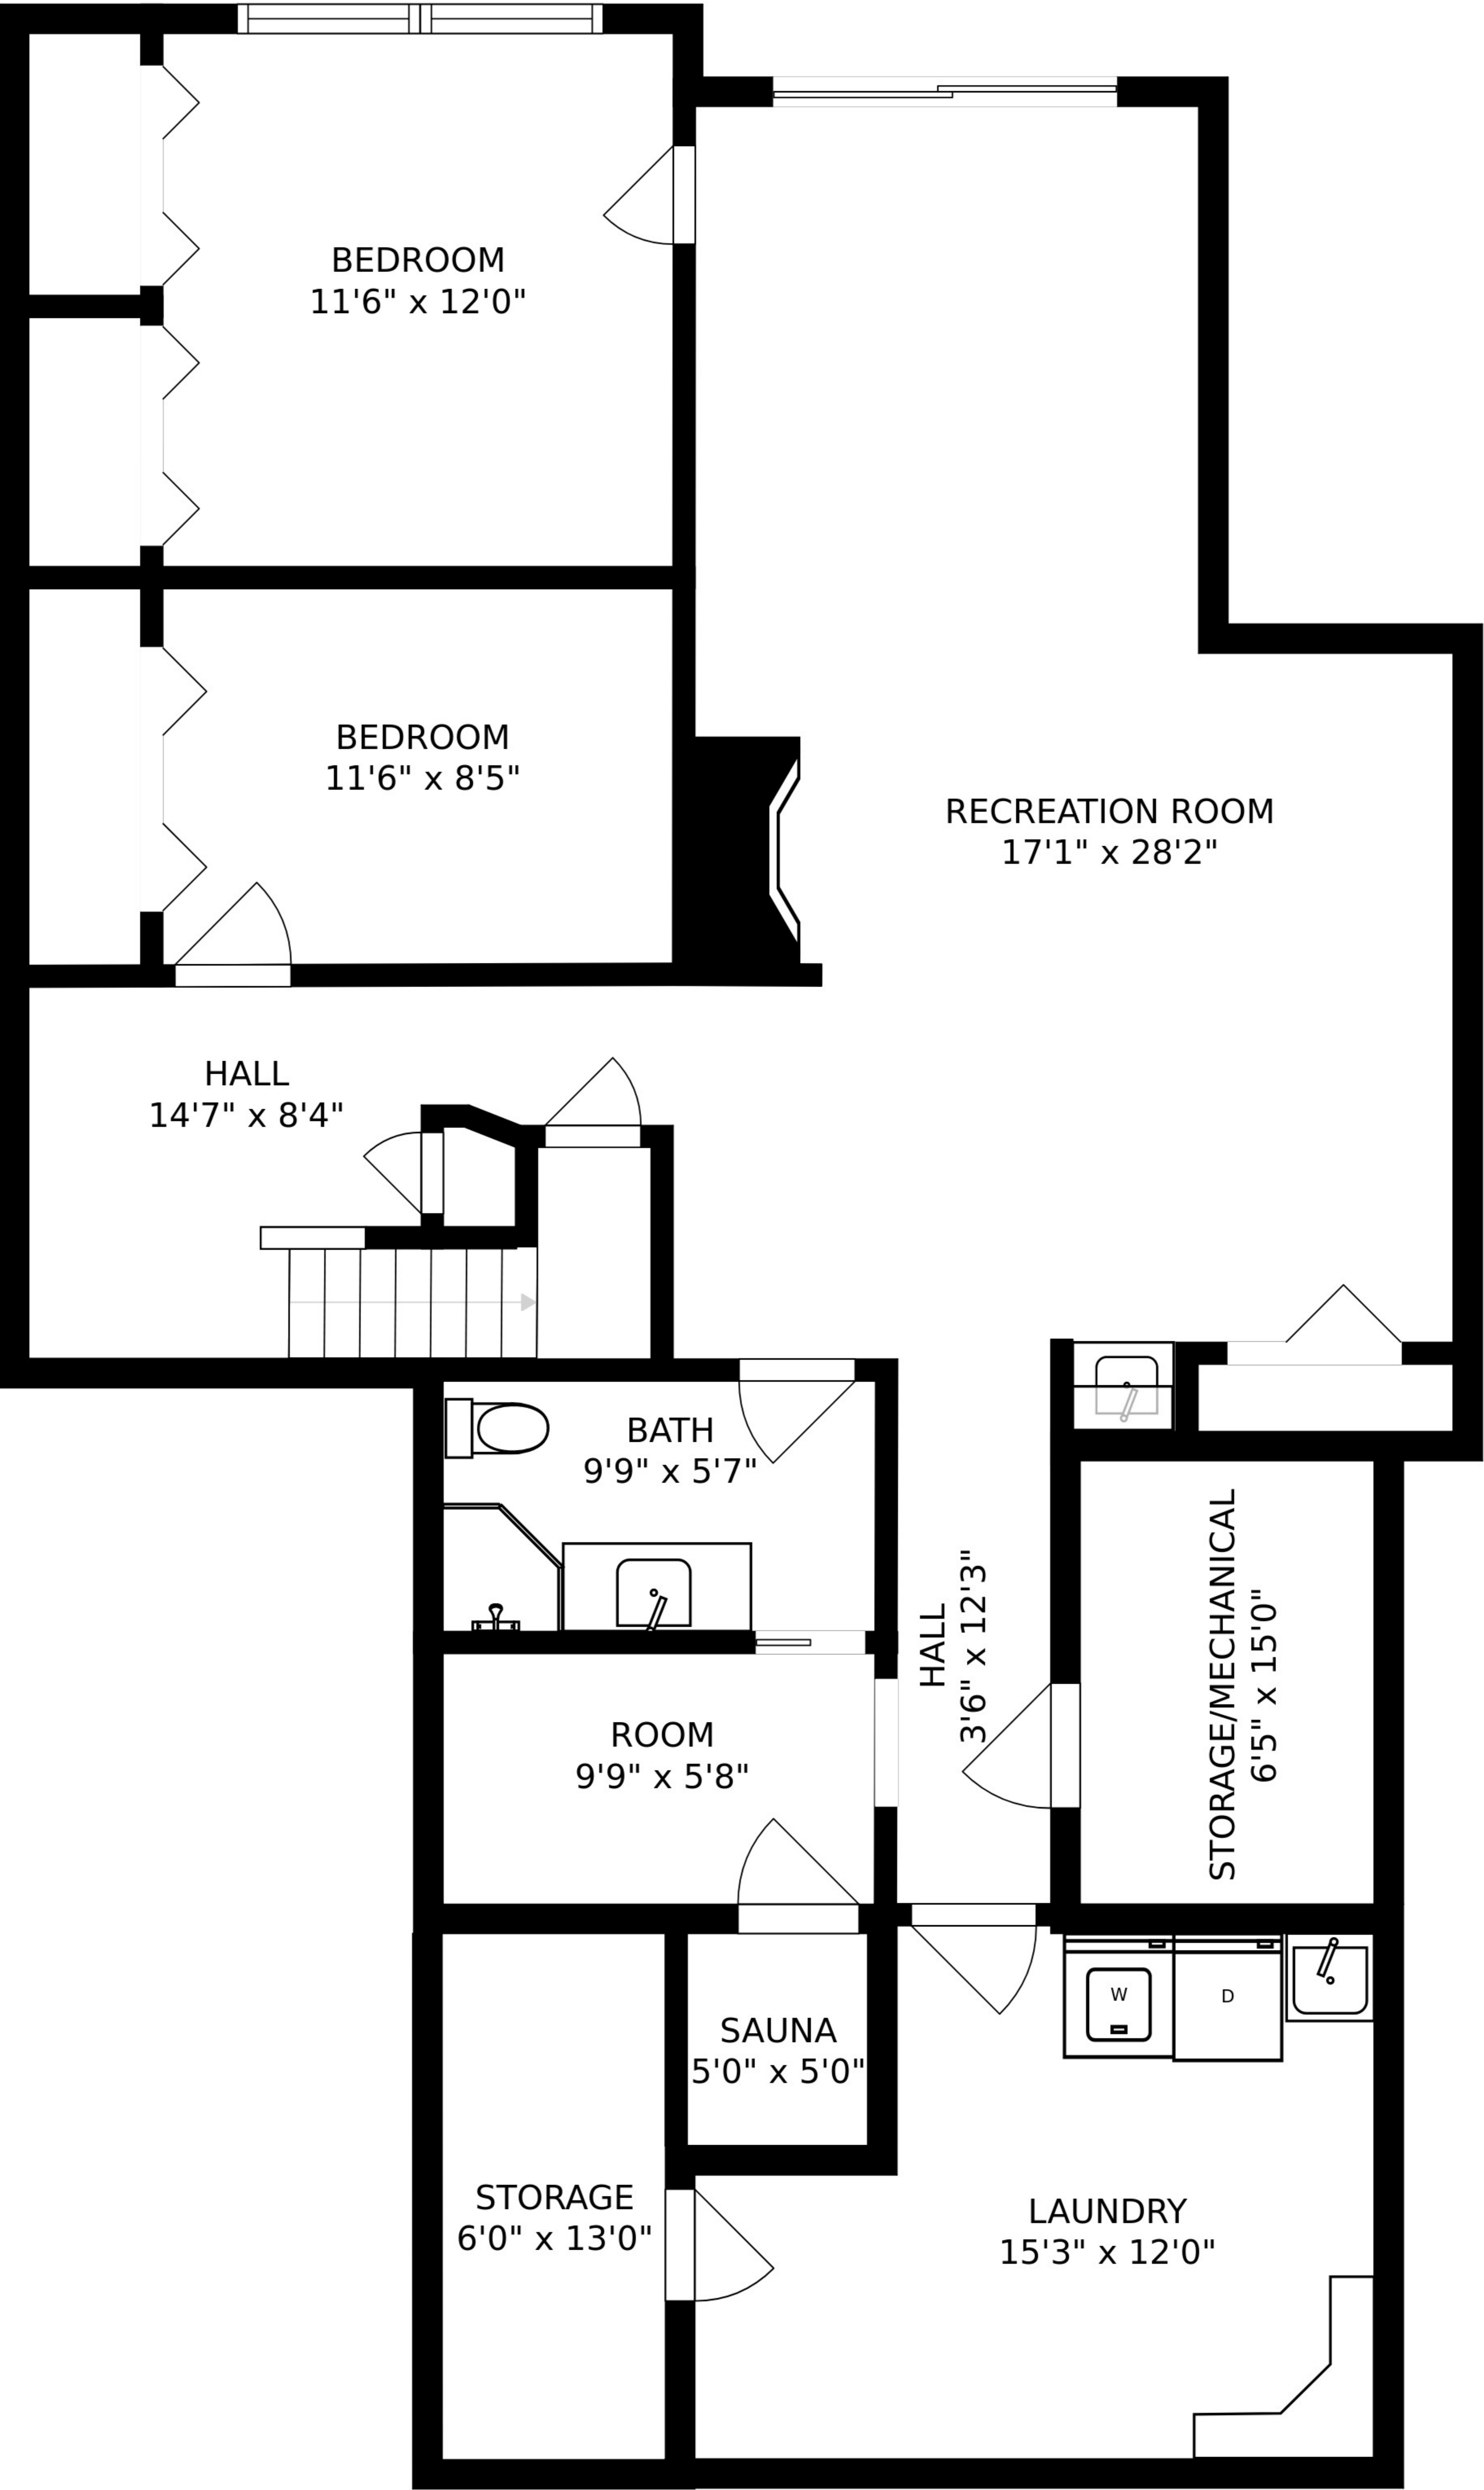 BEDROOM
11'6" x 12'0"
BEDROOM
11'6" x 8'5"
RECREATION ROOM
17'1" x 28'2"
HALL
14'7" x 8'4"
BATH
9'9" x 5'7"
HALL
3'6" x 12'3"
STORAGE/MECHANICAL
6'5" x 15'0"
ROOM
9'9" x 5'8"
W
D
SAUNA
5'0" x 5'0"
STORAGE
6'0" x 13'0"
LAUNDRY
15'3" x 12'0"